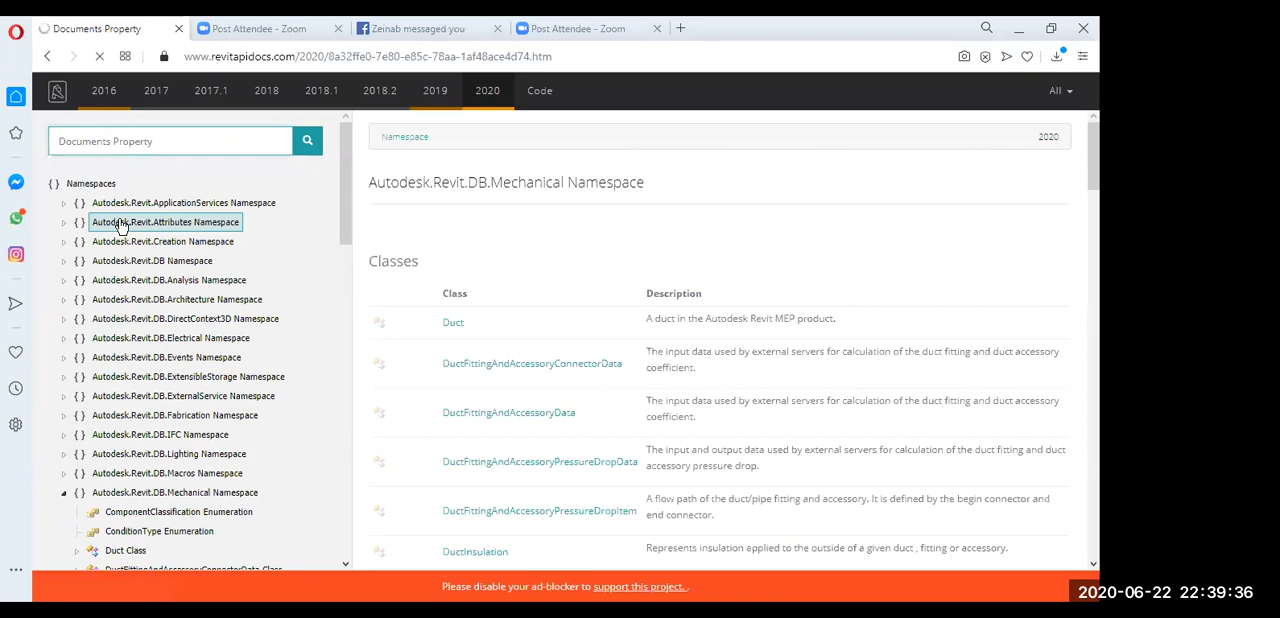 Documents Property
Post Attendee - Zoom
Zeinab messaged you
Post Attendee - Zoom
www.revitapidocs.com/2020/8a32ffe0-7e80-e85c-78aa-1af48ace4d74.htm
2016 2017 2017.1 2018 2018.1 2018.2 2019 2020 Code All
Documents Property
Namespaces
Autodesk.Revit.ApplicationServices Namespace
Autodesk.Revit.Attributes Namespace
Autodesk.Revit.Creation Namespace
Autodesk.Revit.DB Namespace
Autodesk.Revit.DB.Analysis Namespace
Autodesk.Revit.DB.Architecture Namespace
Autodesk.Revit.DB.DirectContext3D Namespace
Autodesk.Revit.DB.Electrical Namespace
Autodesk.Revit.DB.Events Namespace
Autodesk.Revit.DB.ExtensibleStorage Namespace
Autodesk.Revit.DB.ExternalService Namespace
Autodesk.Revit.DB.Fabrication Namespace
Autodesk.Revit.DB.IFC Namespace
Autodesk.Revit.DB.Lighting Namespace
Autodesk.Revit.DB.Macros Namespace
Autodesk.Revit.DB.Mechanical Namespace
ComponentClassification Enumeration
ConditionType Enumeration
Duct Class
DuctFittingAndAccessoryConnectorData Class
Namespace 2020
Autodesk.Revit.DB.Mechanical Namespace
Classes
Class Description
Duct A duct in the Autodesk Revit MEP product.
DuctFittingAndAccessoryConnectorData The input data used by external servers for calculation of the duct fitting and duct accessory
coefficient.
DuctFittingAndAccessoryData The input data used by external servers for calculation of the duct fitting and duct accessory
coefficient.
DuctFittingAndAccessoryPressureDropData The input and output data used by external servers for calculation of the duct fitting and duct
accessory pressure drop.
DuctFittingAndAccessoryPressureDropItem A flow path of the duct/pipe fitting and accessory. It is defined by the begin connector and
end connector.
DuctInsulation Represents insulation applied to the outside of a given duct , fitting or accessory.
Please disable your ad-blocker to support this project. .
2020-06-22 22:39:36